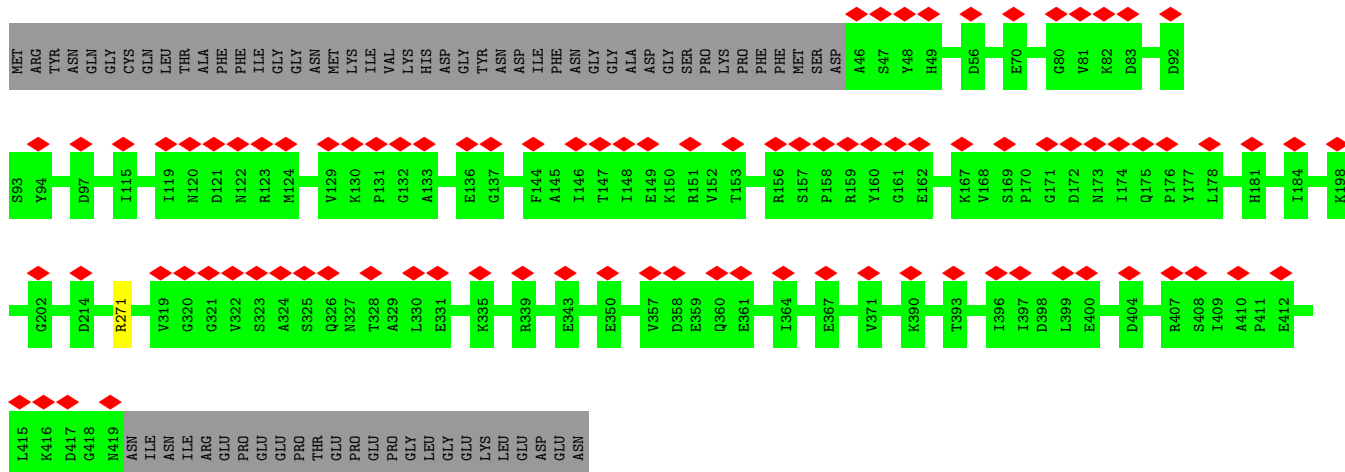 MET ARG TYR ASN GLN GLY CYS GLN LEU THR ALA PHE PHE ILE GLY GLY ASN MET LYS ILE VAL LYS HIS ASP GLY TYR ASN ASP ILE PHE ASN GLY GLY ALA ASP GLY SER PRO LYS PRO PHE PHE MET SER ASP A46 S47 Y48 H49 D56 E70 G80 V81 K82 D83 D92
S93 Y94 D97 I115 I119 N120 D121 N122 R123 M124 V129 K130 P131 G132 A133 E136 G137 F144 A145 I146 T147 I148 E149 K150 R151 V152 T153 R156 S157 P158 R159 Y160 G161 E162 K167 V168 S169 P170 G171 D172 N173 I174 Q175 P176 Y177 L178 H181 I184 K198
G202 D214 R271 V319 G320 G321 V322 S323 A324 S325 Q326 N327 T328 A329 L330 E331 K335 R339 E343 E350 V357 D358 E359 Q360 E361 I364 E367 V371 K390 T393 I396 I397 D398 L399 E400 D404 R407 S408 I409 A410 P411 E412
L415 K416 D417 G418 N419 ASN ILE ASN ILE ARG GLU PRO GLU GLU PRO THR GLU PRO GLU PRO GLY LEU GLY GLU LYS LEU GLU ASP GLU ASN